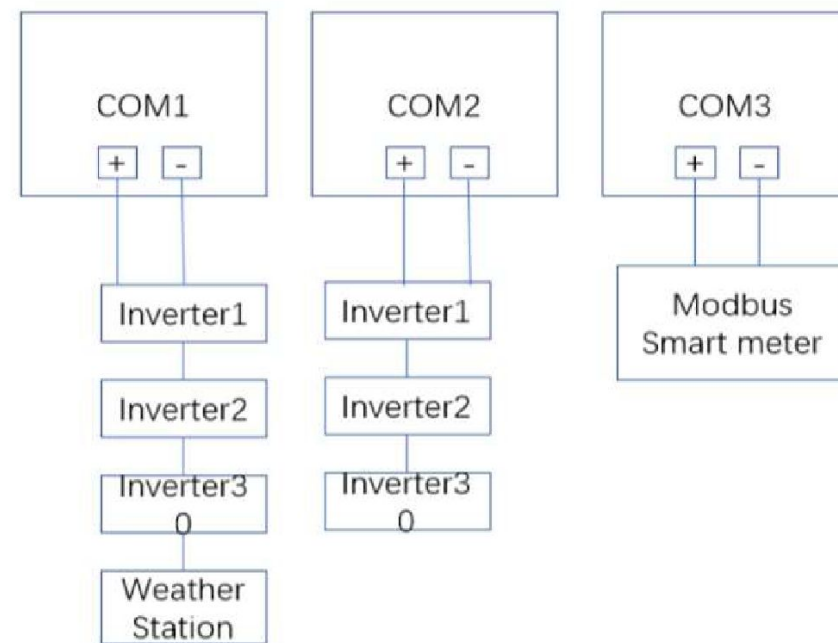 COM1
+ -
Inverter1
Inverter2
Inverter3
0
Weather
Station
COM2
+ -
Inverter1
Inverter2
Inverter3
0
COM3
+ -
Modbus
Smart meter